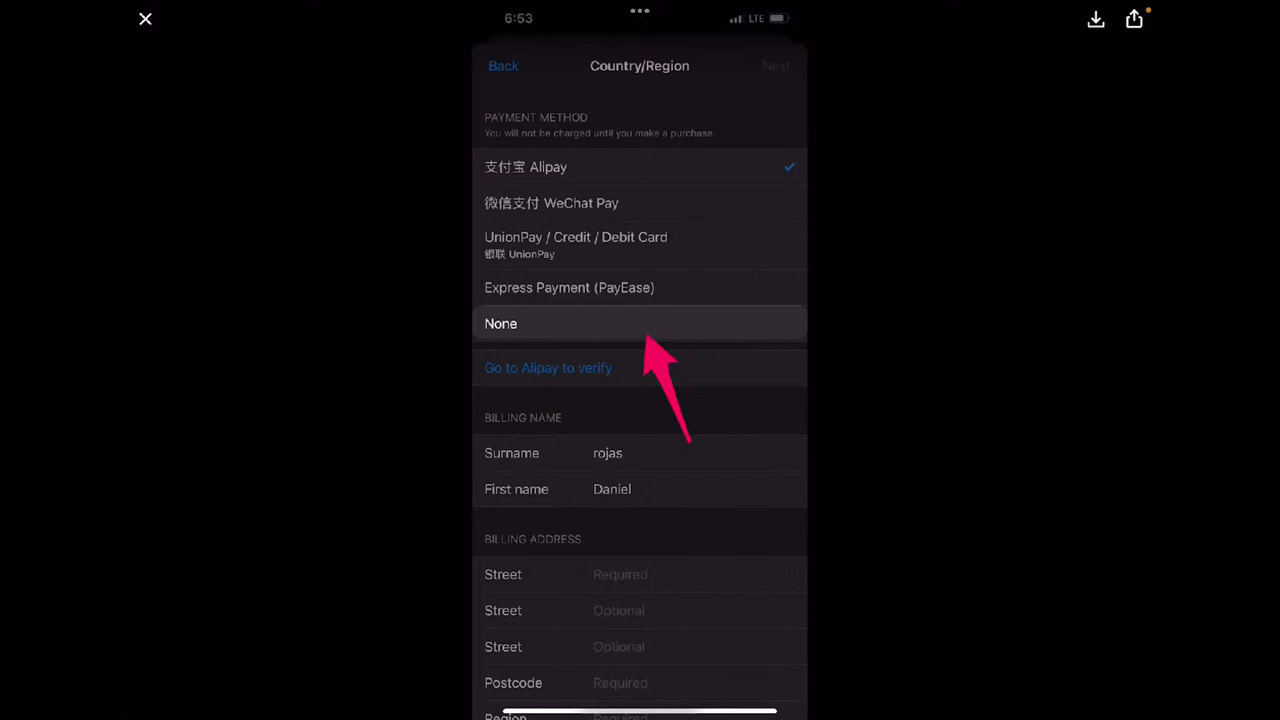 6:53
LTE
Back
Country/Region
Next
PAYMENT METHOD
You will not be charged until you make a purchase.
支付宝 Alipay
微信支付 WeChat Pay
UnionPay / Credit / Debit Card
银联 UnionPay
Express Payment (PayEase)
None
Go to Alipay to verify
BILLING NAME
Surname rojas
First name Daniel
BILLING ADDRESS
Street Required
Street Optional
Street Optional
Postcode Required
Region Required